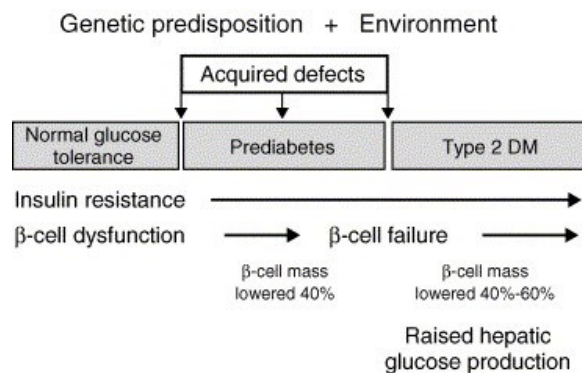 Genetic predisposition + Environment
Acquired defects
Normal glucose
tolerance
Prediabetes
Type 2 DM
Insulin resistance
β-cell dysfunction
β-cell failure
β-cell mass
lowered 40%
β-cell mass
lowered 40%-60%
Raised hepatic
glucose production